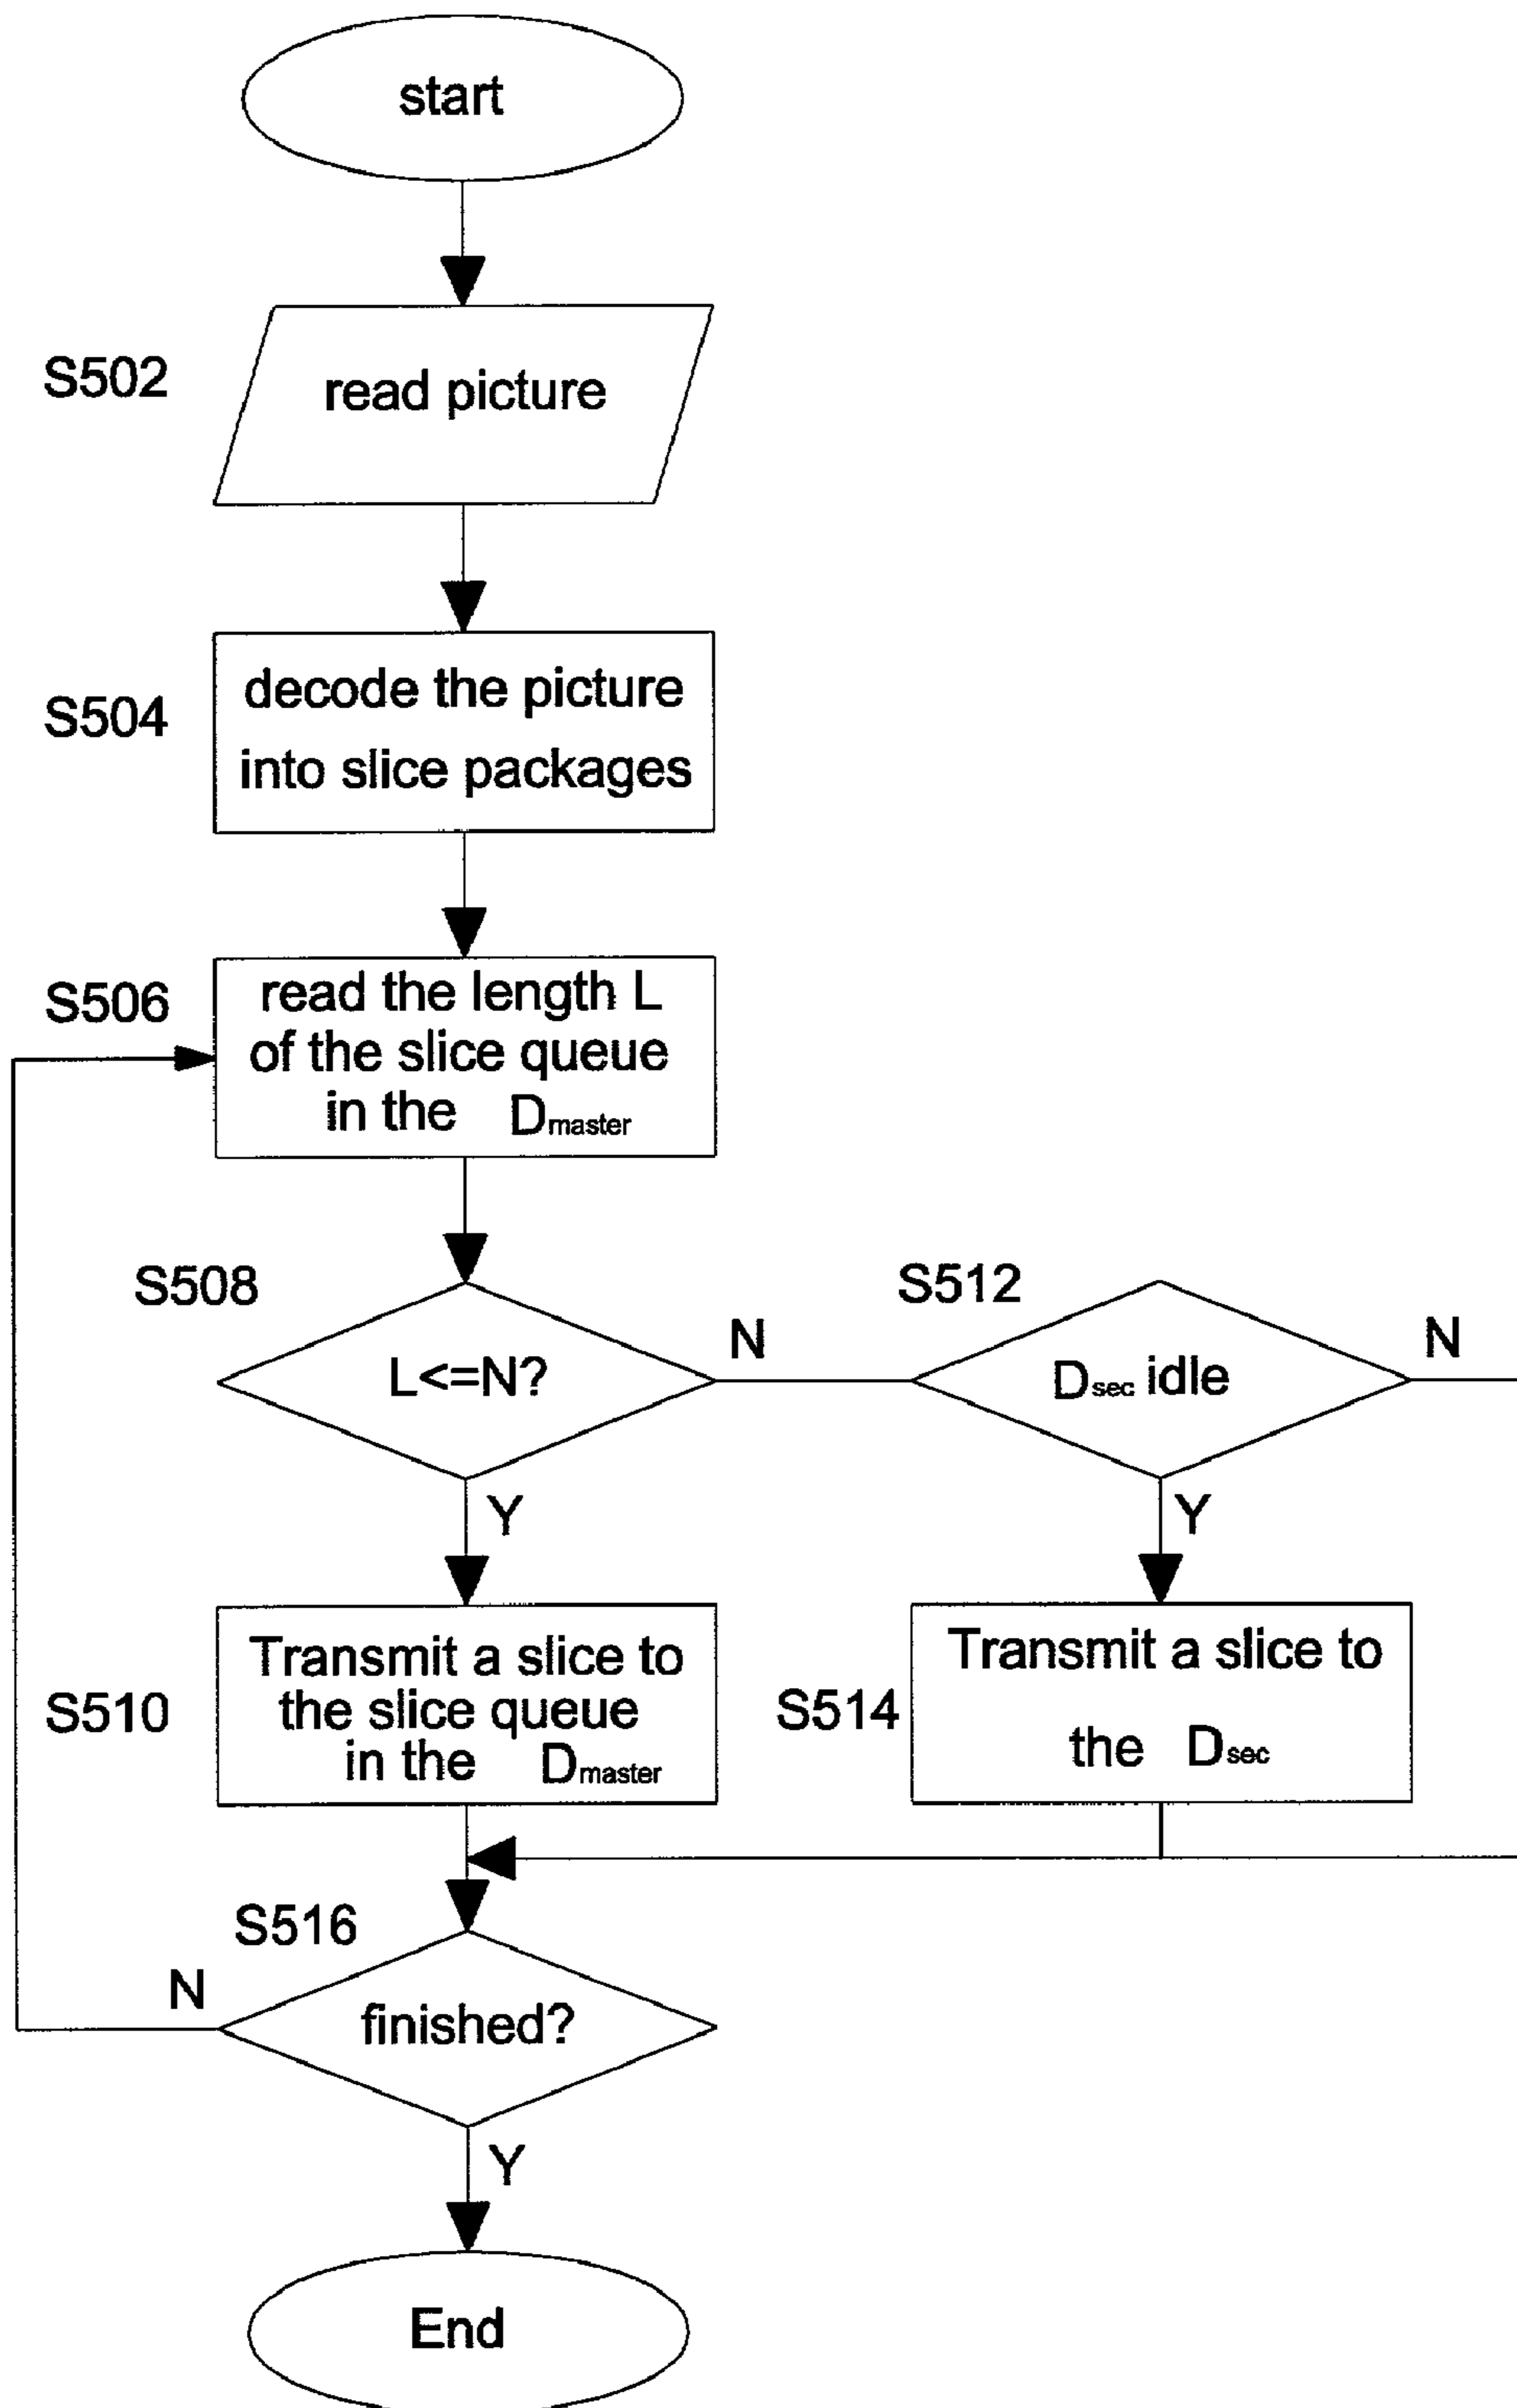 start
S502
read picture
S504
decode the picture
into slice packages
S506
read the length L
of the slice queue
in the Dmaster
S508
L<=N?
N
S512
Dsec idle
N
Y
Y
S510
Transmit a slice to
the slice queue
in the Dmaster
S514
Transmit a slice to
the Dsec
S516
N
finished?
Y
End